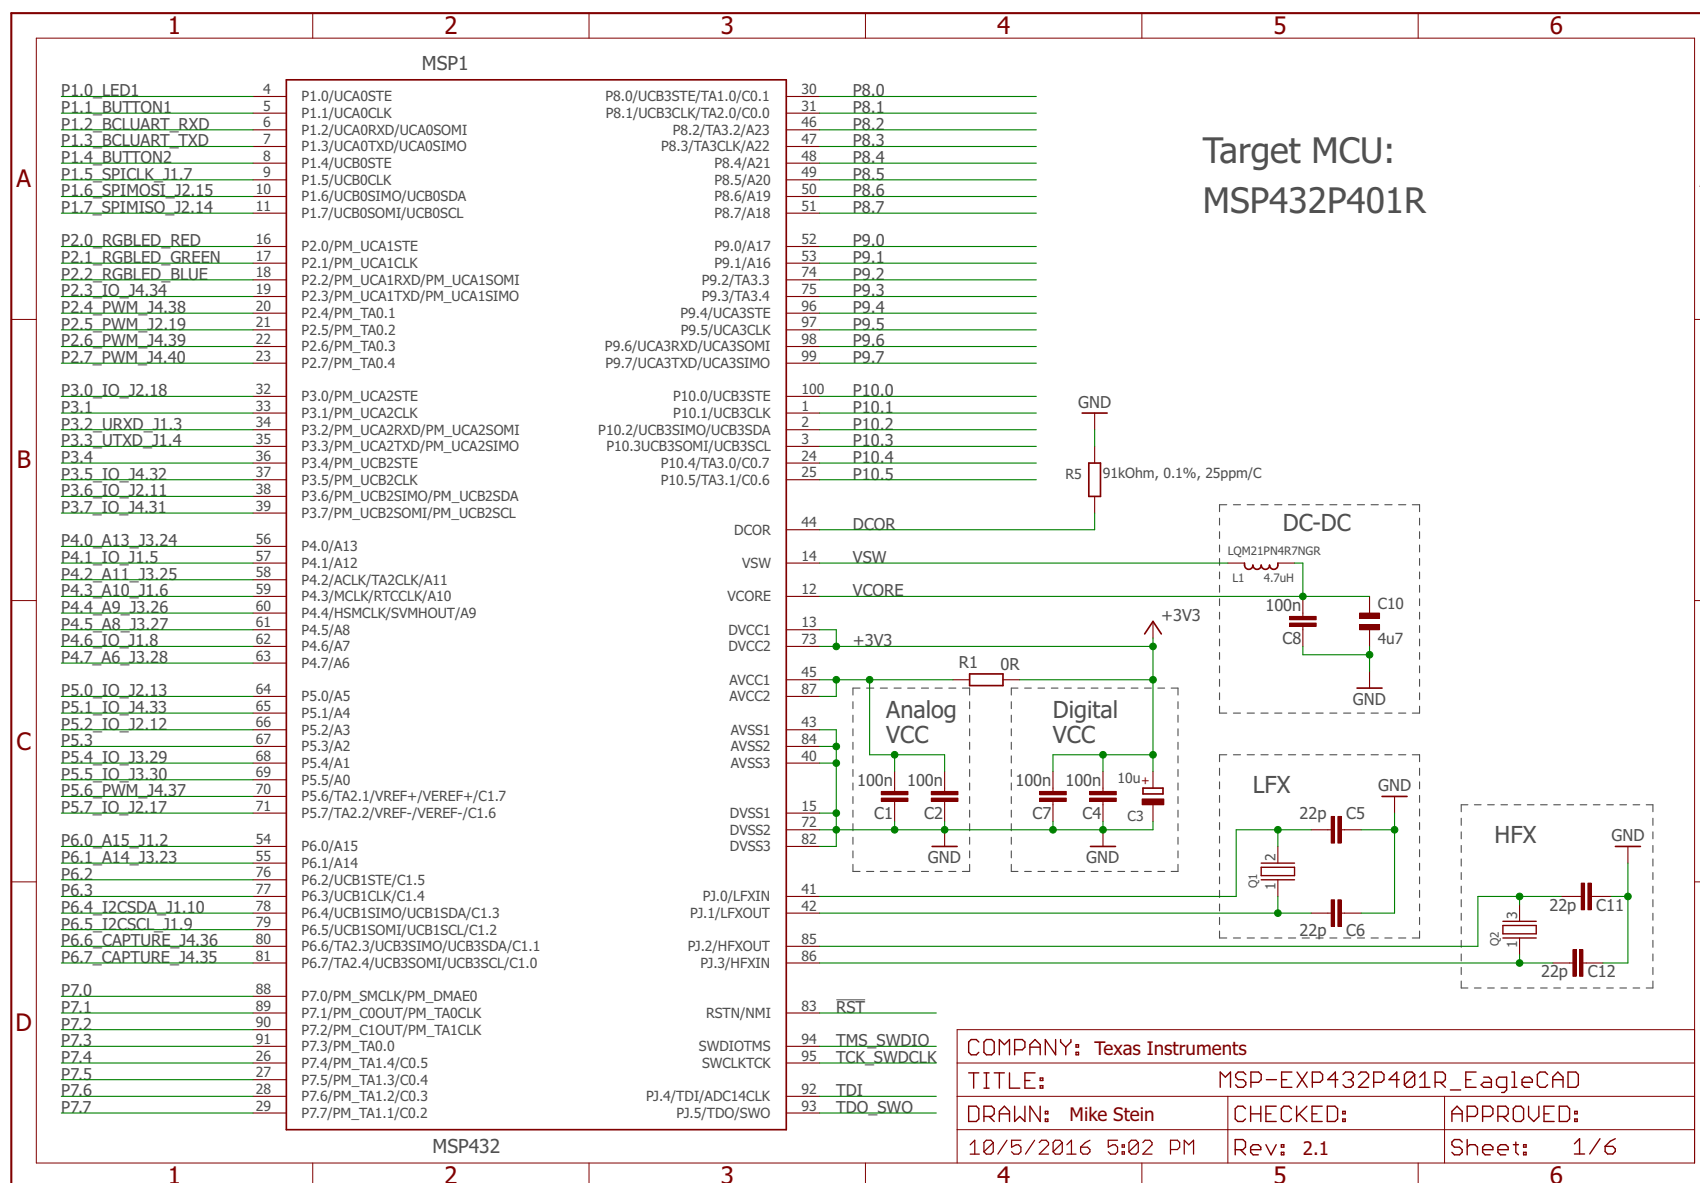 1 2 3 4 5 6
A
B
C
D
MSP1
P1.0_LED1 4 P1.0/UCA0STE
P1.1_BUTTON1 5 P1.1/UCA0CLK
P1.2_BCLUART_RXD 6 P1.2/UCA0RXD/UCA0SOMI
P1.3_BCLUART_TXD 7 P1.3/UCA0TXD/UCA0SIMO
P1.4_BUTTON2 8 P1.4/UCB0STE
P1.5_SPICLK_J1.7 9 P1.5/UCB0CLK
P1.6_SPIMOSI_J2.15 10 P1.6/UCB0SIMO/UCB0SDA
P1.7_SPIMISO_J2.14 11 P1.7/UCB0SOMI/UCB0SCL
P2.0_RGBLED_RED 16 P2.0/PM_UCA1STE
P2.1_RGBLED_GREEN 17 P2.1/PM_UCA1CLK
P2.2_RGBLED_BLUE 18 P2.2/PM_UCA1RXD/PM_UCA1SOMI
P2.3_IO_J4.34 19 P2.3/PM_UCA1TXD/PM_UCA1SIMO
P2.4_PWM_J4.38 20 P2.4/PM_TA0.1
P2.5_PWM_J2.19 21 P2.5/PM_TA0.2
P2.6_PWM_J4.39 22 P2.6/PM_TA0.3
P2.7_PWM_J4.40 23 P2.7/PM_TA0.4
P3.0_IO_J2.18 32 P3.0/PM_UCA2STE
P3.1 33 P3.1/PM_UCA2CLK
P3.2_URXD_J1.3 34 P3.2/PM_UCA2RXD/PM_UCA2SOMI
P3.3_UTXD_J1.4 35 P3.3/PM_UCA2TXD/PM_UCA2SIMO
P3.4 36 P3.4/PM_UCB2STE
P3.5_IO_J4.32 37 P3.5/PM_UCB2CLK
P3.6_IO_J2.11 38 P3.6/PM_UCB2SIMO/PM_UCB2SDA
P3.7_IO_J4.31 39 P3.7/PM_UCB2SOMI/PM_UCB2SCL
P4.0_A13_J3.24 56 P4.0/A13
P4.1_IO_J1.5 57 P4.1/A12
P4.2_A11_J3.25 58 P4.2/ACLK/TA2CLK/A11
P4.3_A10_J1.6 59 P4.3/MCLK/RTCCLK/A10
P4.4_A9_J3.26 60 P4.4/HSMCLK/SVMHOUT/A9
P4.5_A8_J3.27 61 P4.5/A8
P4.6_IO_J1.8 62 P4.6/A7
P4.7_A6_J3.28 63 P4.7/A6
P5.0_IO_J2.13 64 P5.0/A5
P5.1_IO_J4.33 65 P5.1/A4
P5.2_IO_J2.12 66 P5.2/A3
P5.3 67 P5.3/A2
P5.4_IO_J3.29 68 P5.4/A1
P5.5_IO_J3.30 69 P5.5/A0
P5.6_PWM_J4.37 70 P5.6/TA2.1/VREF+/VEREF+/C1.7
P5.7_IO_J2.17 71 P5.7/TA2.2/VREF-/VEREF-/C1.6
P6.0_A15_J1.2 54 P6.0/A15
P6.1_A14_J3.23 55 P6.1/A14
P6.2 76 P6.2/UCB1STE/C1.5
P6.3 77 P6.3/UCB1CLK/C1.4
P6.4_I2CSDA_J1.10 78 P6.4/UCB1SIMO/UCB1SDA/C1.3
P6.5_I2CSCL_J1.9 79 P6.5/UCB1SOMI/UCB1SCL/C1.2
P6.6_CAPTURE_J4.36 80 P6.6/TA2.3/UCB3SIMO/UCB3SDA/C1.1
P6.7_CAPTURE_J4.35 81 P6.7/TA2.4/UCB3SOMI/UCB3SCL/C1.0
P7.0 88 P7.0/PM_SMCLK/PM_DMAE0
P7.1 89 P7.1/PM_C0OUT/PM_TA0CLK
P7.2 90 P7.2/PM_C1OUT/PM_TA1CLK
P7.3 91 P7.3/PM_TA0.0
P7.4 26 P7.4/PM_TA1.4/C0.5
P7.5 27 P7.5/PM_TA1.3/C0.4
P7.6 28 P7.6/PM_TA1.2/C0.3
P7.7 29 P7.7/PM_TA1.1/C0.2
P8.0/UCB3STE/TA1.0/C0.1 30 P8.0
P8.1/UCB3CLK/TA2.0/C0.0 31 P8.1
P8.2/TA3.2/A23 46 P8.2
P8.3/TA3CLK/A22 47 P8.3
P8.4/A21 48 P8.4
P8.5/A20 49 P8.5
P8.6/A19 50 P8.6
P8.7/A18 51 P8.7
P9.0/A17 52 P9.0
P9.1/A16 53 P9.1
P9.2/TA3.3 74 P9.2
P9.3/TA3.4 75 P9.3
P9.4/UCA3STE 96 P9.4
P9.5/UCA3CLK 97 P9.5
P9.6/UCA3RXD/UCA3SOMI 98 P9.6
P9.7/UCA3TXD/UCA3SIMO 99 P9.7
P10.0/UCB3STE 100 P10.0
P10.1/UCB3CLK 1 P10.1
P10.2/UCB3SIMO/UCB3SDA 2 P10.2
P10.3UCB3SOMI/UCB3SCL 3 P10.3
P10.4/TA3.0/C0.7 24 P10.4
P10.5/TA3.1/C0.6 25 P10.5
DCOR 44 DCOR
VSW 14 VSW
VCORE 12 VCORE
DVCC1 13
DVCC2 73 +3V3
AVCC1 45
AVCC2 87
AVSS1 43
AVSS2 84
AVSS3 40
DVSS1 15
DVSS2 72
DVSS3 82
PJ.0/LFXIN 41
PJ.1/LFXOUT 42
PJ.2/HFXOUT 85
PJ.3/HFXIN 86
RSTN/NMI 83 RST
SWDIOTMS 94 TMS_SWDIO
SWCLKTCK 95 TCK_SWDCLK
PJ.4/TDI/ADC14CLK 92 TDI
PJ.5/TDO/SWO 93 TDO_SWO
MSP432
Target MCU:
MSP432P401R
GND
R5 91kOhm, 0.1%, 25ppm/C
DC-DC
LQM21PN4R7NGR
L1 4.7uH
100n C8
C10 4u7
GND
+3V3
R1 0R
Analog
VCC
100n C1
100n C2
GND
Digital
VCC
100n C7
100n C4
10u+ C3
GND
LFX
GND
22p C5
Q1 2 1
22p C6
HFX
GND
22p C11
Q2 3 1
22p C12
COMPANY: Texas Instruments
TITLE: MSP-EXP432P401R_EagleCAD
DRAWN: Mike Stein CHECKED: APPROVED:
10/5/2016 5:02 PM Rev: 2.1 Sheet: 1/6
1 2 3 4 5 6